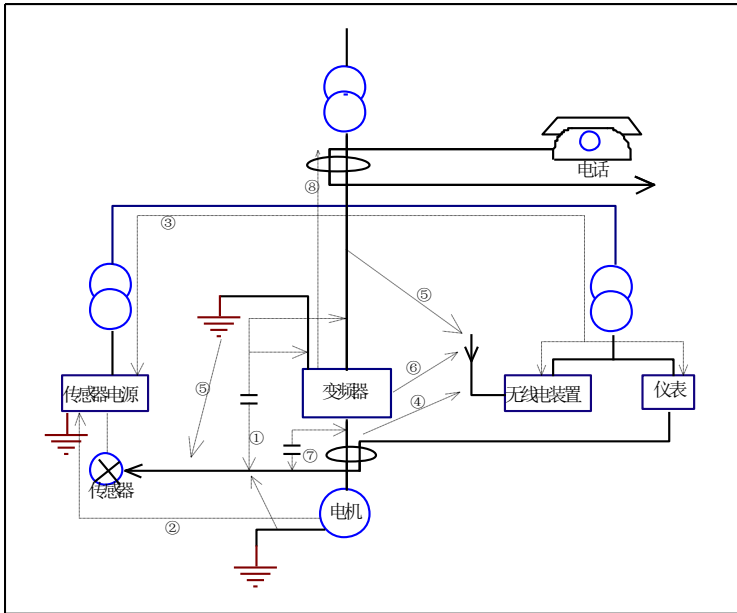 电话
⑧
③
⑤
⑥
变频器
⑤
传感器电源
无线电装置
仪表
④
①
⑦
传感器
电机
②